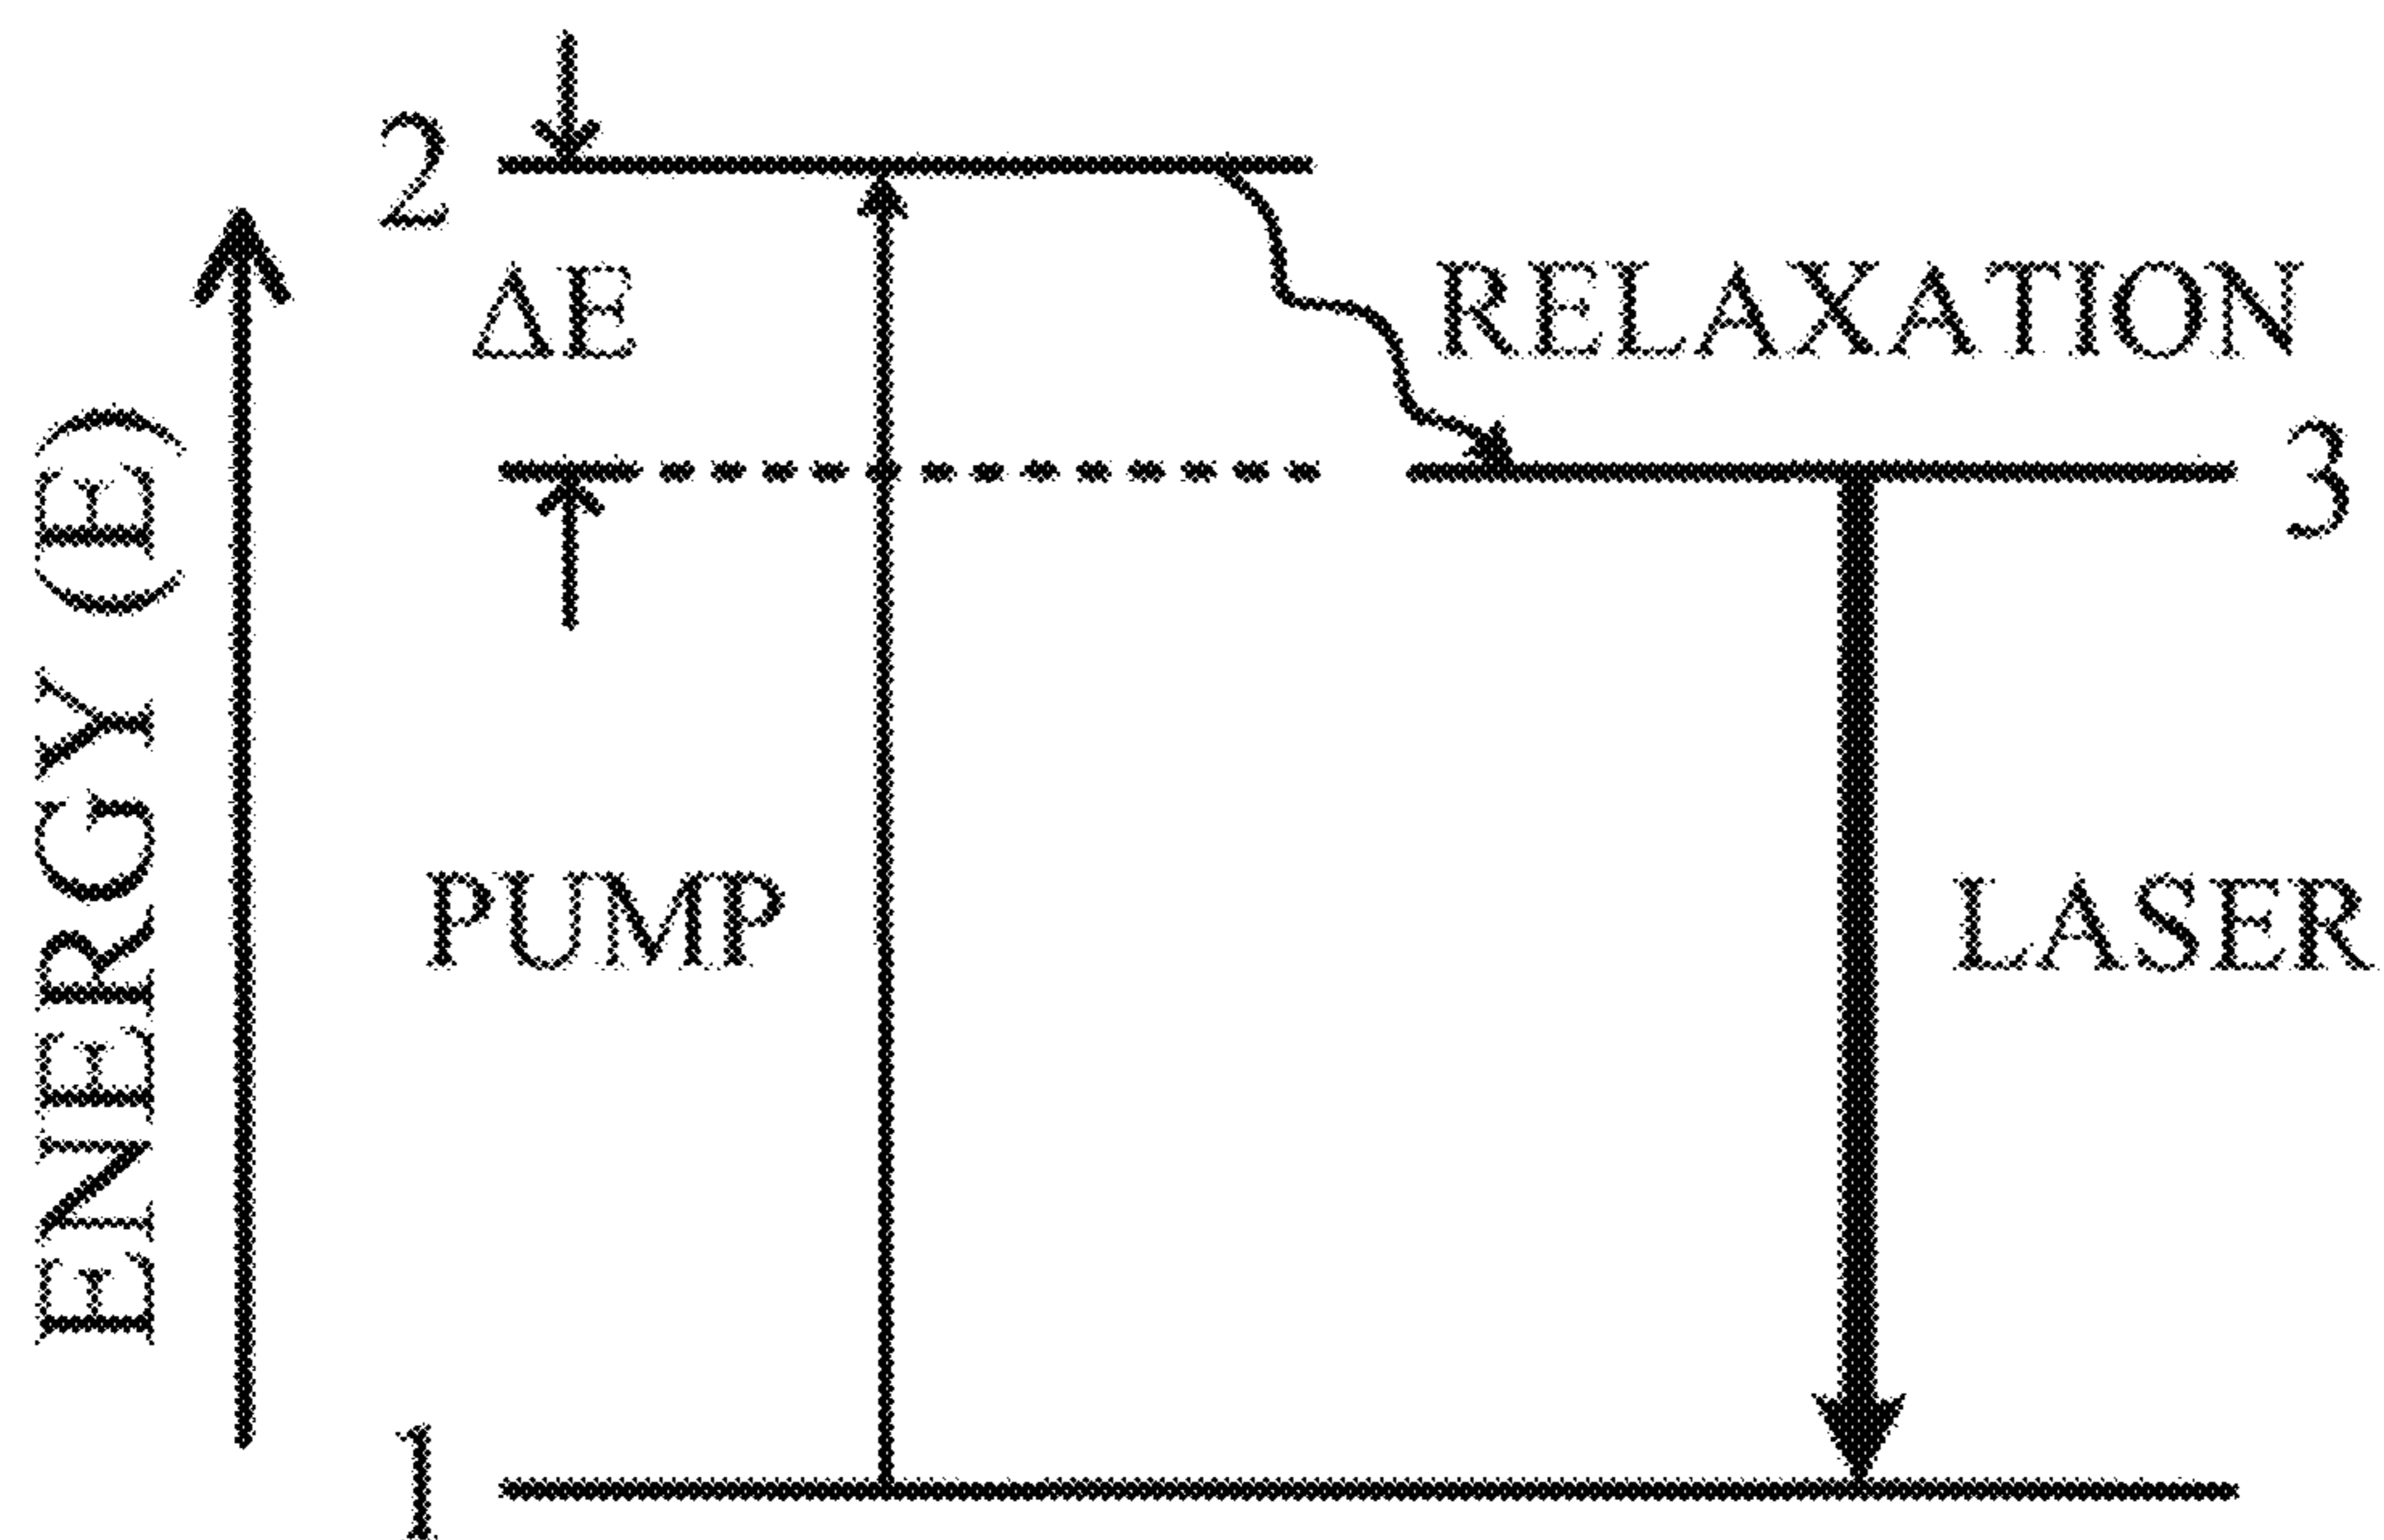 2
ΔE
RELAXATION
3
ENERGY (E)
PUMP
LASER
1